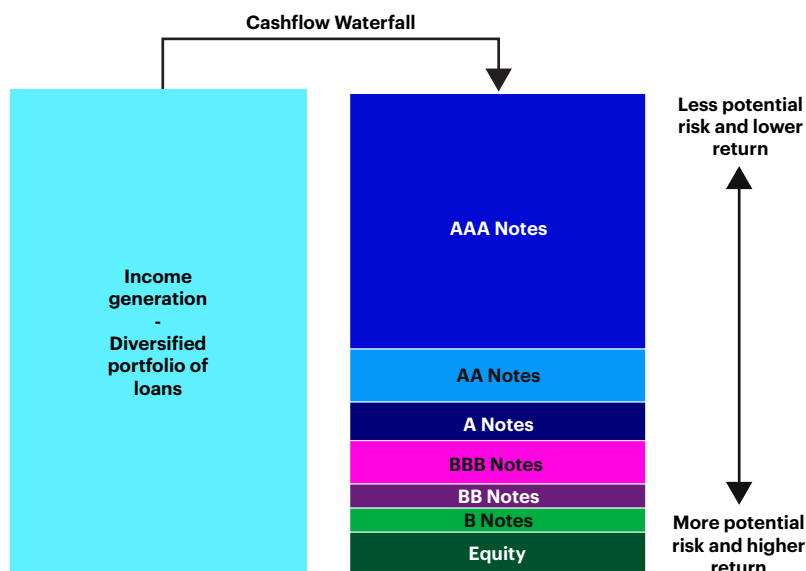 Cashflow Waterfall
Income
generation
-
Diversified
portfolio of
loans
AAA Notes
AA Notes
A Notes
BBB Notes
BB Notes
B Notes
Equity
Less potential
risk and lower
return
More potential
risk and higher
return